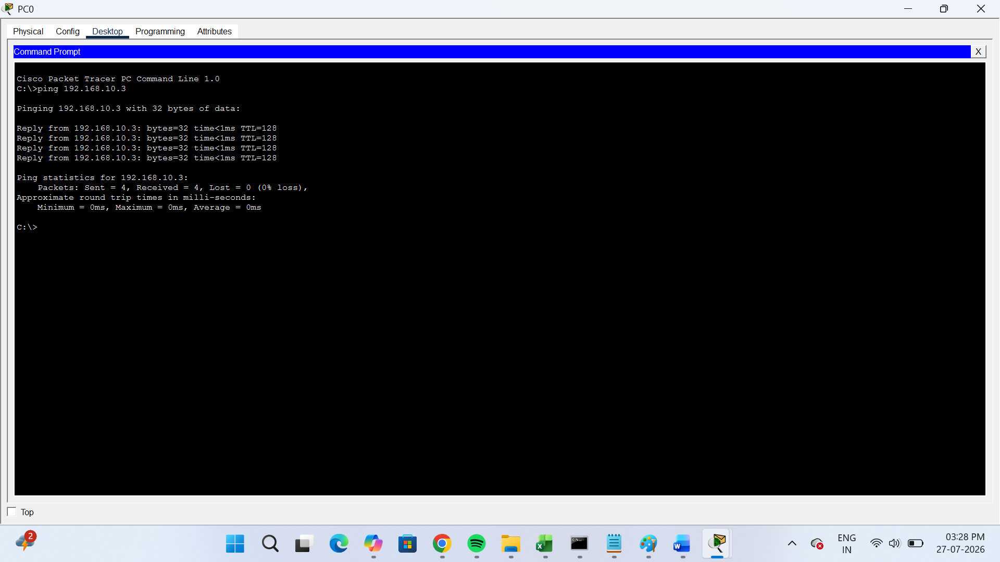 PC0
Physical Config Desktop Programming Attributes
Command Prompt X
Cisco Packet Tracer PC Command Line 1.0
C:\>ping 192.168.10.3
Pinging 192.168.10.3 with 32 bytes of data:
Reply from 192.168.10.3: bytes=32 time<1ms TTL=128
Reply from 192.168.10.3: bytes=32 time<1ms TTL=128
Reply from 192.168.10.3: bytes=32 time<1ms TTL=128
Reply from 192.168.10.3: bytes=32 time<1ms TTL=128
Ping statistics for 192.168.10.3:
Packets: Sent = 4, Received = 4, Lost = 0 (0% loss),
Approximate round trip times in milli-seconds:
Minimum = 0ms, Maximum = 0ms, Average = 0ms
C:\>
Top
2
ENG
IN
03:28 PM
27-07-2026